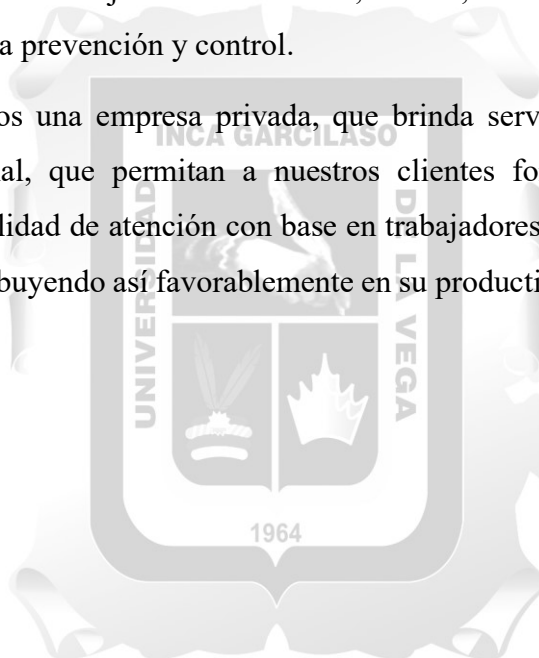 a prevención y control.
os una empresa privada, que brinda serv
al, que permitan a nuestros clientes fo
lidad de atención con base en trabajadores
buyendo así favorablemente en su producti
INCA GARCILASO
UNIVERSIDAD
DE LA VEGA
1964